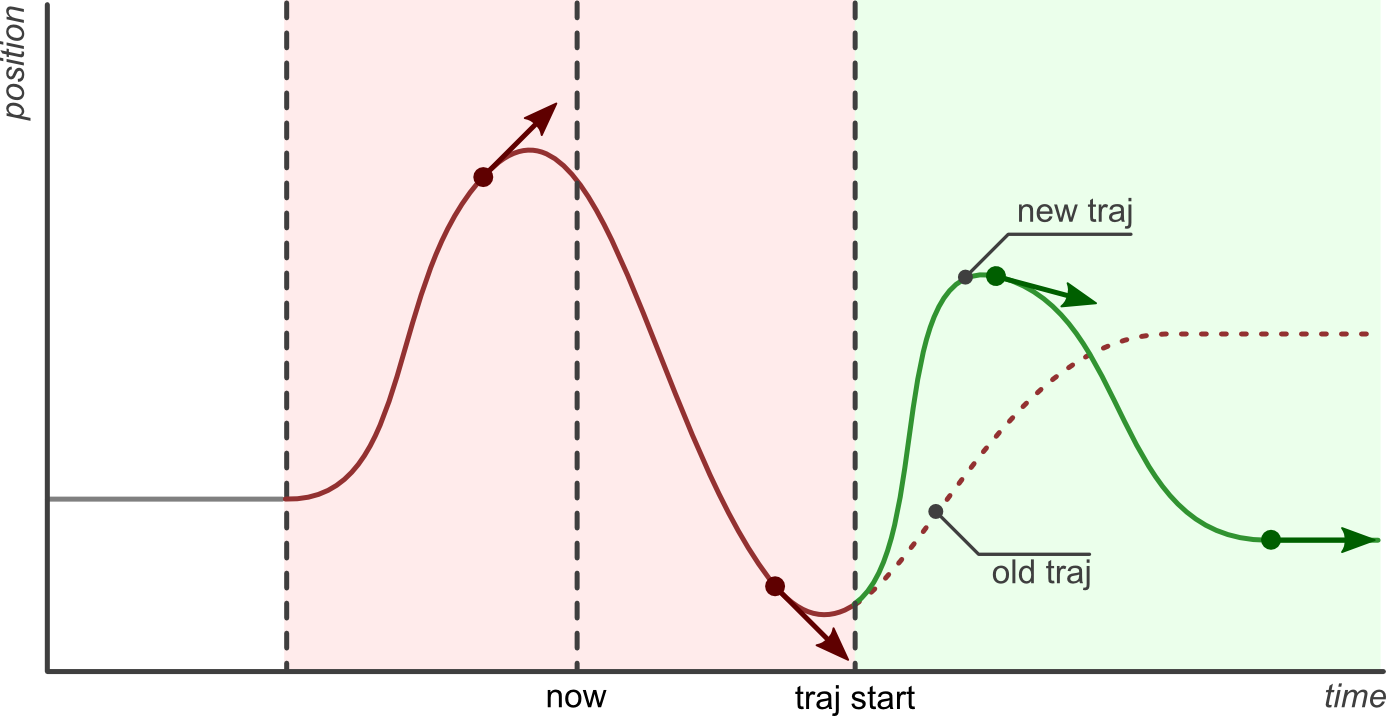 position
new traj
old traj
now
traj start
time